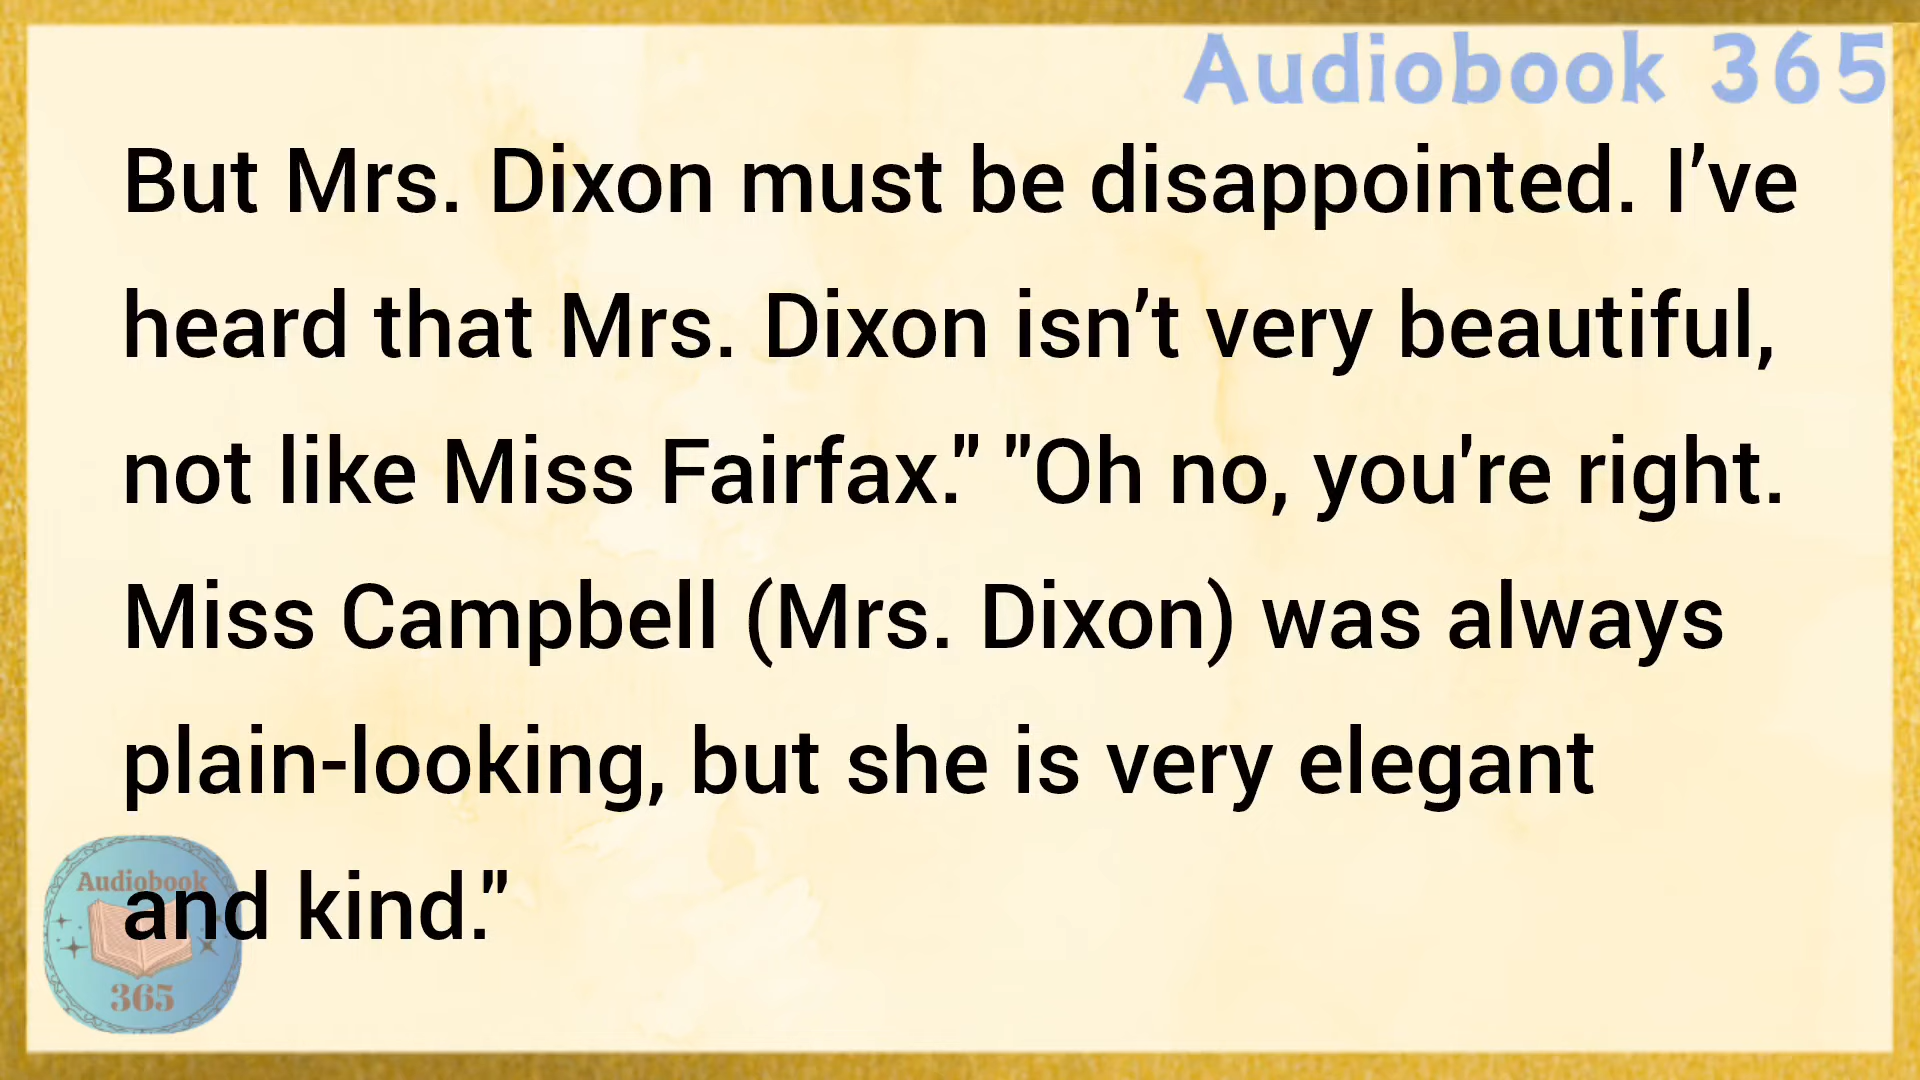 Audiobook 365
But Mrs. Dixon must be disappointed. I’ve
heard that Mrs. Dixon isn’t very beautiful,
not like Miss Fairfax." "Oh no, you're right.
Miss Campbell (Mrs. Dixon) was always
plain-looking, but she is very elegant
and kind."
Audiobook
365